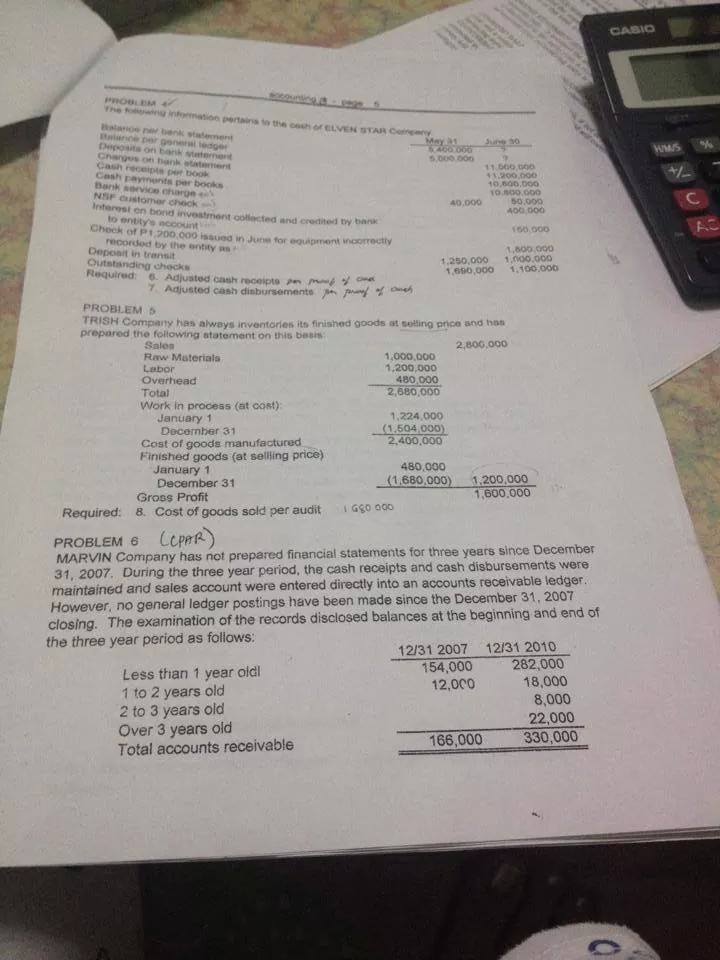 CASIO
H/M/S %
+/-
C
AC
page 5
PROBLEM 4
The following information pertains to the cash of ELVEN STAR Company
May 31 June 30
Balance per bank statement 5,400,000 ?
Balance per general ledger 5,000,000 ?
Deposits on bank statement 11,000,000
Charges on bank statement 11,200,000
Cash receipts per book 10,600,000
Cash payments per books 10,800,000
Bank service charge 40,000 50,000
NSF customer check 400,000
Interest on bond investment collected and credited by bank
to entity's account 160,000
Check of P1,200,000 issued in June for equipment incorrectly
recorded by the entity as 1,800,000
Deposit in transit 1,250,000 1,000,000
Outstanding checks 1,690,000 1,100,000
Required: 6. Adjusted cash receipts per proof of cash
7. Adjusted cash disbursements per proof of cash
PROBLEM 5
TRISH Company has always inventories its finished goods at selling price and has
prepared the following statement on this basis:
Sales 2,800,000
Raw Materials 1,000,000
Labor 1,200,000
Overhead 480,000
Total 2,680,000
Work in process (at cost):
January 1 1,224,000
December 31 (1,504,000)
Cost of goods manufactured 2,400,000
Finished goods (at sellling price)
January 1 480,000
December 31 (1,680,000) 1,200,000
Gross Profit 1,600,000
Required: 8. Cost of goods sold per audit 1 680 000
PROBLEM 6 (CPAR)
MARVIN Company has not prepared financial statements for three years since December
31, 2007. During the three year period, the cash receipts and cash disbursements were
maintained and sales account were entered directly into an accounts receivable ledger.
However, no general ledger postings have been made since the December 31, 2007
closing. The examination of the records disclosed balances at the beginning and end of
the three year period as follows:
12/31 2007 12/31 2010
Less than 1 year oldl 154,000 282,000
1 to 2 years old 12,000 18,000
2 to 3 years old 8,000
Over 3 years old 22,000
Total accounts receivable 166,000 330,000